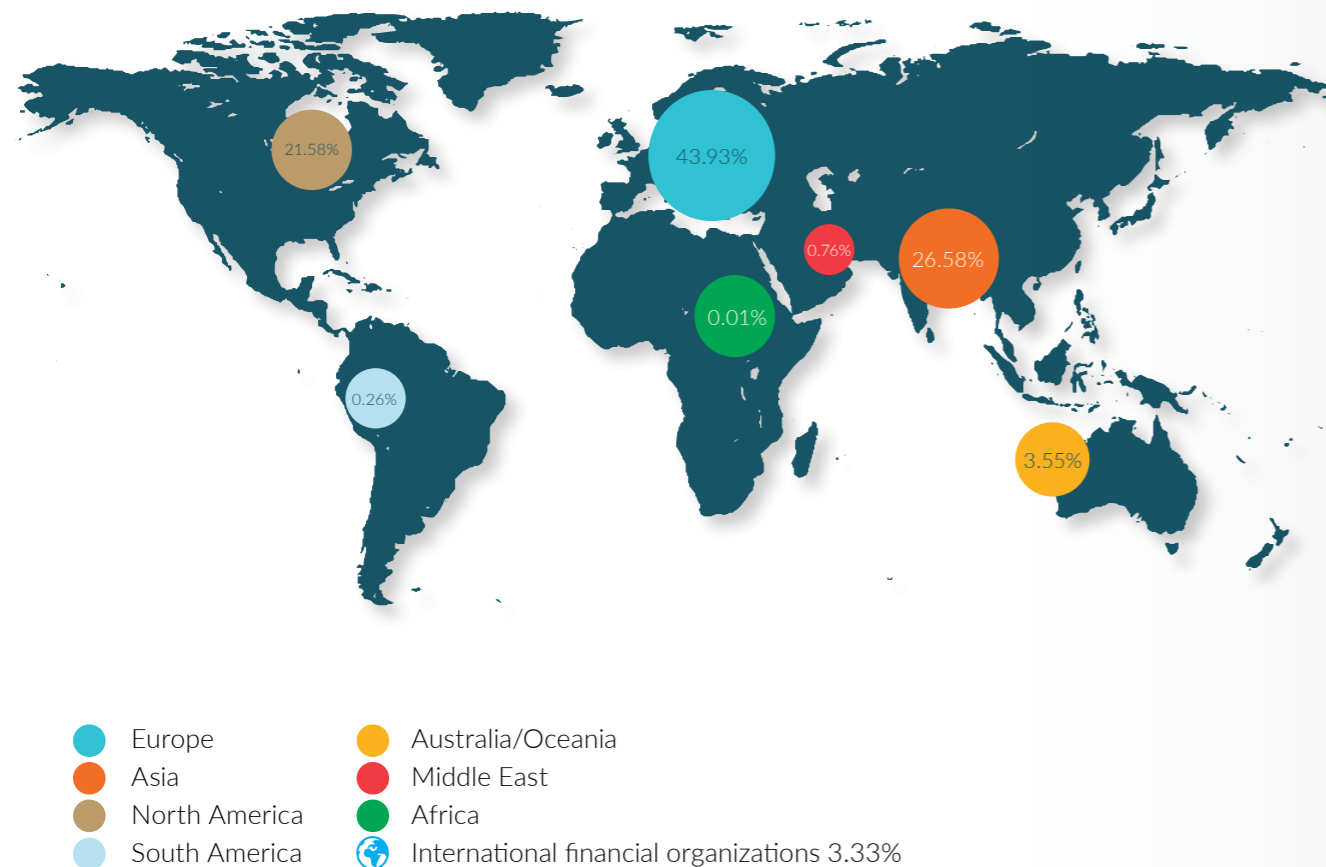 21.58%
43.93%
0.76%
26.58%
0.01%
0.26%
3.55%
Europe
Asia
North America
South America
Australia/Oceania
Middle East
Africa
International financial organizations 3.33%